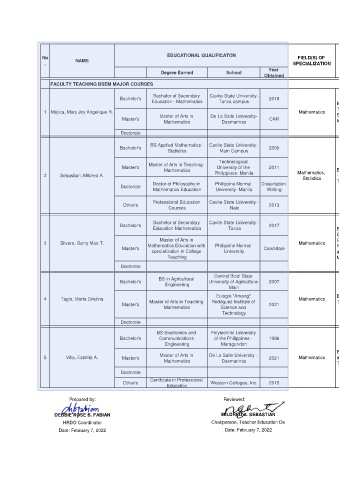 No.
NAME
EDUCATIONAL QUALIFICATION
FIELD(S) OF SPECIALIZATION
Degree Earned
School
Year Obtained
FACULTY TEACHING BSEM MAJOR COURSES
1
Mojica, Mary Joy Angelique R.
Bachelor's
Bachelor of Secondary Education - Mathematics
Cavite State University- Tanza campus
2018
Mathematics
Master's
Master of Arts in Mathematics
De La Salle University- Dasmarinas
CAR
Doctorate
2
Sebastian, Mildred A.
Bachelor's
BS Applied Mathematics- Statistics
Cavite State University- Main Campus
2006
Mathematics, Statistics
Master's
Master of Arts in Teaching- Mathematics
Technological University of the Philippines- Manila
2011
Doctorate
Doctor of Philosophy in Mathematics Education
Philippine Normal University- Manila
Dissertation Writing
Others
Professional Education Courses
Cavite State University - Naic
2013
3
Silvero, Gerry Mae T.
Bachelor's
Bachelor of Secondary Education-Mathematics
Cavite State University - Tanza
2017
Mathematics
Master's
Master of Arts in Mathematics Education with specialization in College Teaching
Philippine Normal University
Candidate
Doctorate
4
Tagle, Maria Cristina
Bachelor's
BS in Agricultural Engineering
Central Bicol State University of Agriculture- Main
2007
Mathematics
Master's
Master of Arts in Teaching Mathematics
Eulogio "Amang" Rodriguez Institute of Science and Technology
2021
Doctorate
5
Villa, Estelita A.
Bachelor's
BS Electronics and Communications Engineering
Polytechnic University of the Philippines - Maragondon
1996
Mathematics
Master's
Master of Arts in Mathematics
De La Salle University - Dasmarinas
2021
Doctorate
Others
Certificate in Professional Education
Western Colleges, Inc.
2015
Prepared by:
Reviewed:
DEBBIE ROSE B. FABIAN
MILDRED A. SEBASTIAN
HRDO Coordinator
Chairperson, Teacher Education De
Date: February 7, 2022
Date: February 7, 2022